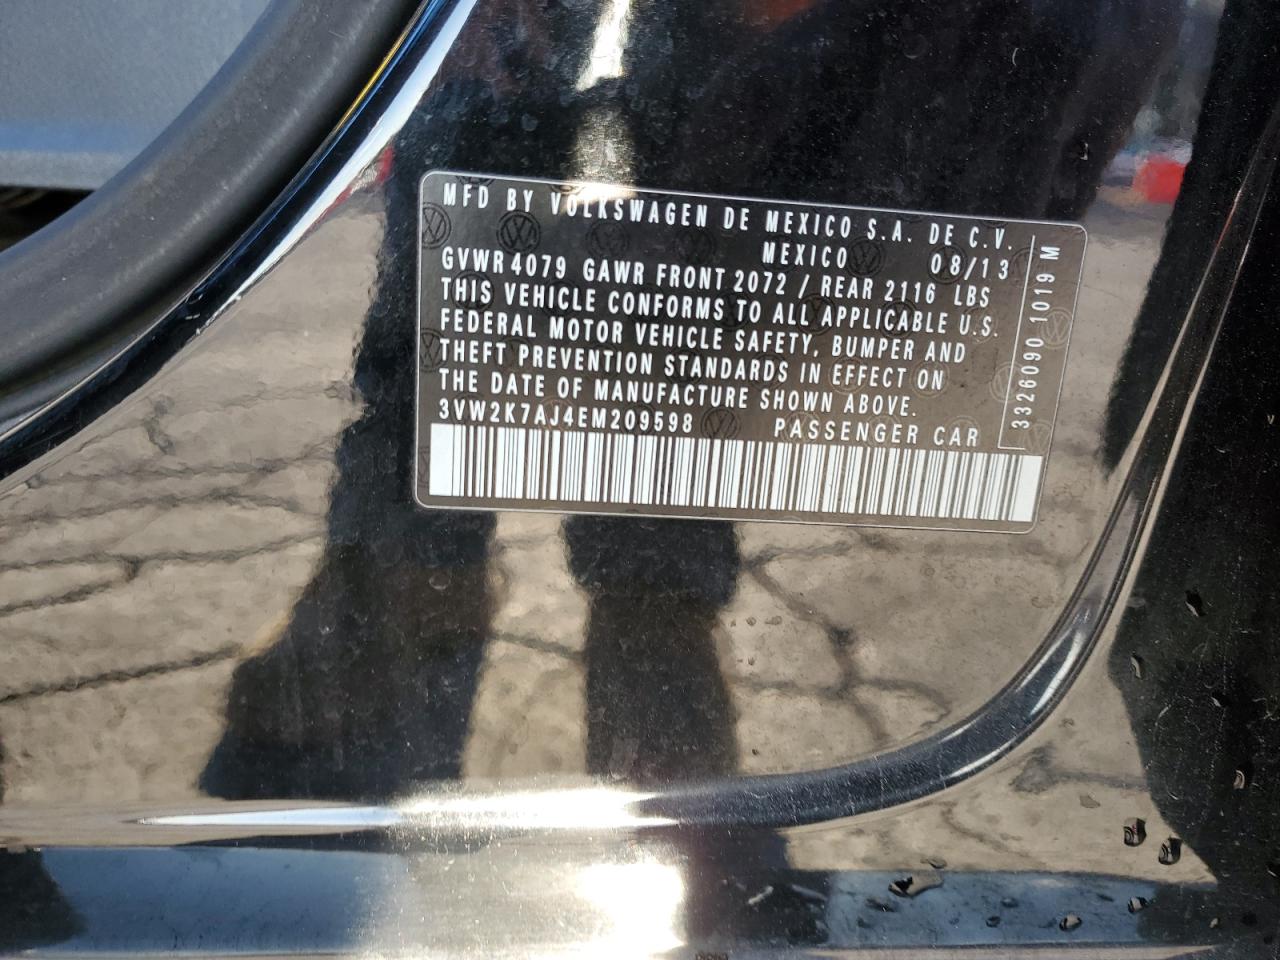 MFD BY VOLKSWAGEN DE MEXICO S.A. DE C.V.
MEXICO 08/13
GVWR 4079 GAWR FRONT 2072 / REAR 2116 LBS
THIS VEHICLE CONFORMS TO ALL APPLICABLE U.S.
FEDERAL MOTOR VEHICLE SAFETY, BUMPER AND
THEFT PREVENTION STANDARDS IN EFFECT ON
THE DATE OF MANUFACTURE SHOWN ABOVE.
3VW2K7AJ4EM209598 PASSENGER CAR
3326090 1019 M